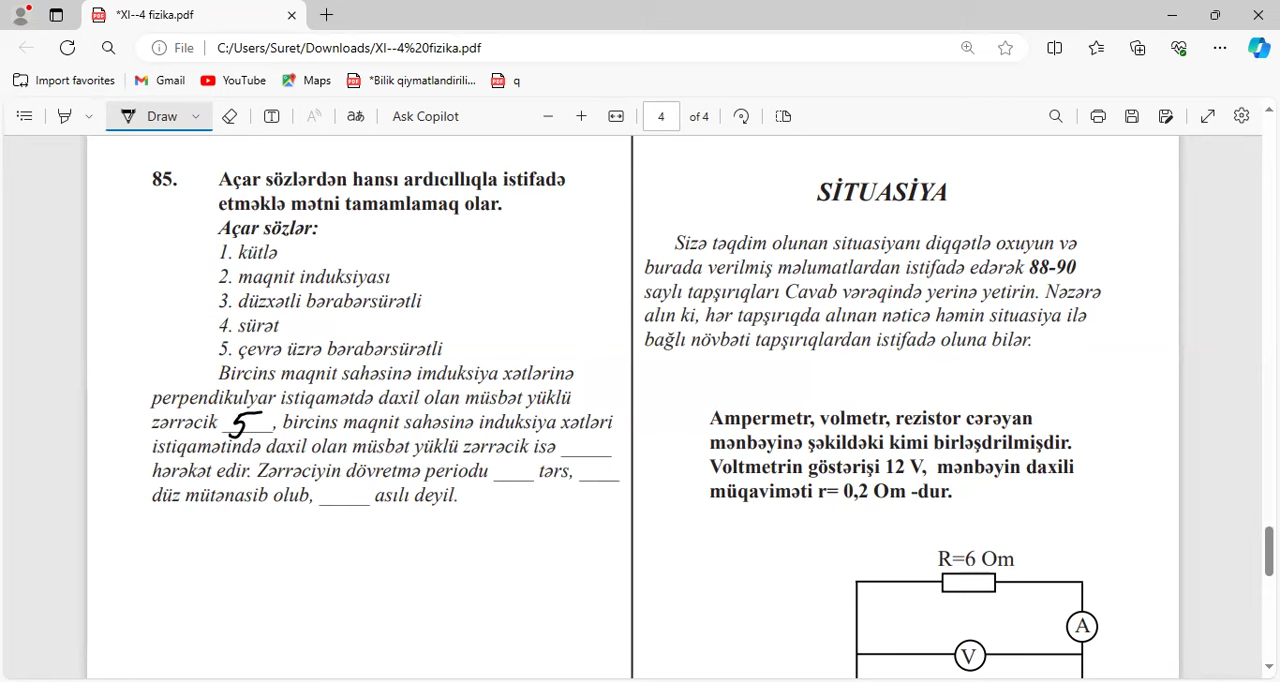 *XI--4 fizika.pdf
File C:/Users/Suret/Downloads/XI--4%20fizika.pdf
Import favorites Gmail YouTube Maps *Bilik qiymatlandirili... q
Draw Ask Copilot 4 of 4
85. Açar sözlərdən hansı ardıcıllıqla istifadə
etməklə mətni tamamlamaq olar.
Açar sözlər:
1. kütlə
2. maqnit induksiyası
3. düzxətli bərabərsürətli
4. sürət
5. çevrə üzrə bərabərsürətli
Bircins maqnit sahəsinə imduksiya xətlərinə
perpendikulyar istiqamətdə daxil olan müsbət yüklü
zərrəcik __5__, bircins maqnit sahəsinə induksiya xətləri
istiqamətində daxil olan müsbət yüklü zərrəcik isə _____
hərəkət edir. Zərrəciyin dövretmə periodu ____ tərs, ____
düz mütənasib olub, _____ asılı deyil.
SİTUASİYA
Sizə təqdim olunan situasiyanı diqqətlə oxuyun və
burada verilmiş məlumatlardan istifadə edərək 88-90
saylı tapşırıqları Cavab vərəqində yerinə yetirin. Nəzərə
alın ki, hər tapşırıqda alınan nəticə həmin situasiya ilə
bağlı növbəti tapşırıqlardan istifadə oluna bilər.
Ampermetr, volmetr, rezistor cərəyan
mənbəyinə şəkildəki kimi birləşdrilmişdir.
Voltmetrin göstərişi 12 V, mənbəyin daxili
müqaviməti r= 0,2 Om -dur.
R=6 Om
A
V